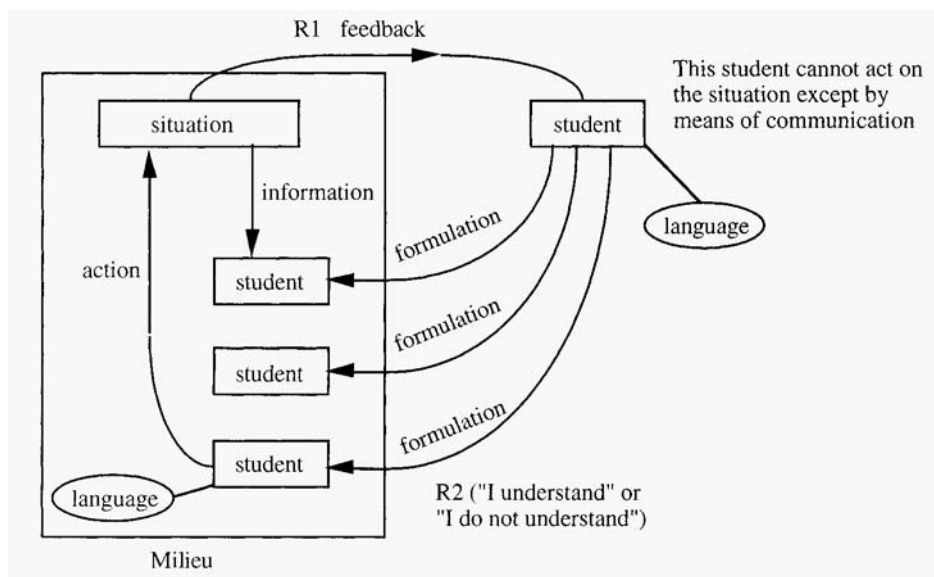 R1 feedback
This student cannot act on
the situation except by
means of communication
situation
student
information
formulation
language
action
student
formulation
student
formulation
student
language
R2 ("I understand" or
"I do not understand")
Milieu